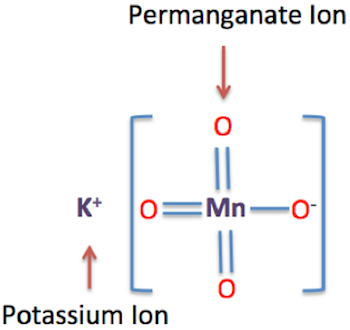 Permanganate Ion
O
K⁺ O Mn O⁻
O
Potassium Ion